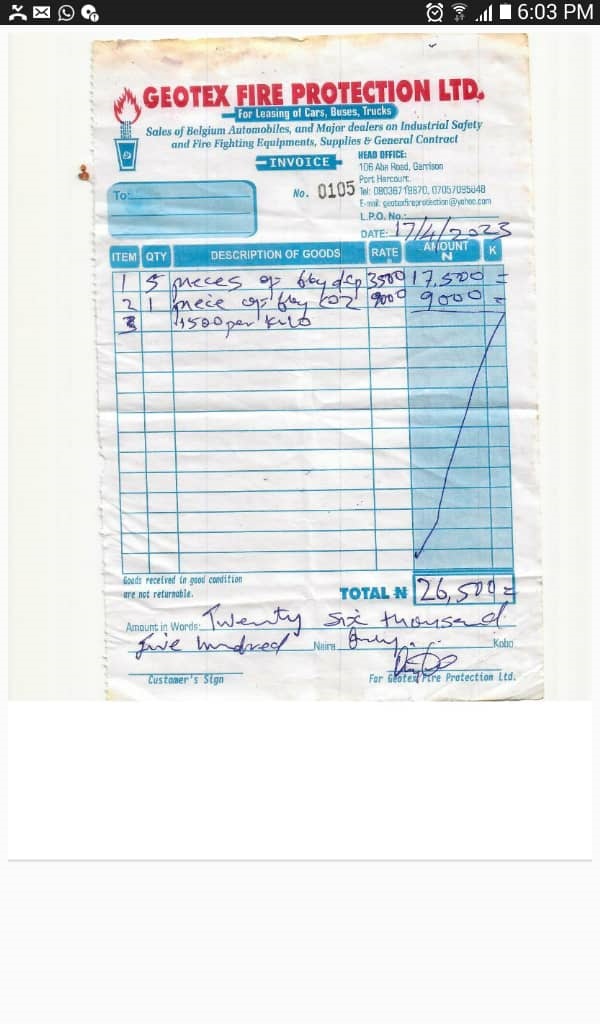 6:03 PM
GEOTEX FIRE PROTECTION LTD.
For Leasing of Cars, Buses, Trucks
Sales of Belgium Automobiles, and Major dealers on Industrial Safety
and Fire Fighting Equipments, Supplies & General Contract
INVOICE
HEAD OFFICE:
106 Aba Road, Garrison
Port Harcourt.
No. 0105
Tel: 08036719870, 07057095848
E-mail: geotexfireprotection@yahoo.com
To:
L.P.O. No.:
DATE: 17/4/2023
ITEM QTY DESCRIPTION OF GOODS RATE AMOUNT N K
1 5 pieces of 6kg dcp 3500 17,500 =
2 1 piece of 6kg CO2 9000 9000 =
3 1500 per kilo
Goods received in good condition
are not returnable.
TOTAL N 26,500 =
Amount in Words: Twenty six thousand
five hundred Naira only. Kobo
Customer's Sign
For Geotex Fire Protection Ltd.